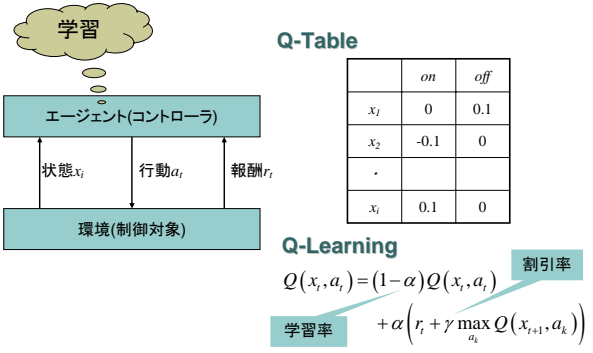 学習
エージェント(コントローラ)
状態xi
行動at
報酬rt
環境(制御対象)
Q-Table
on off
x1 0 0.1
x2 -0.1 0
·
xi 0.1 0
Q-Learning
割引率
Q(xt, at) = (1−α)Q(xt, at)
+ α(rt + γ max ak Q(xt+1, ak))
学習率